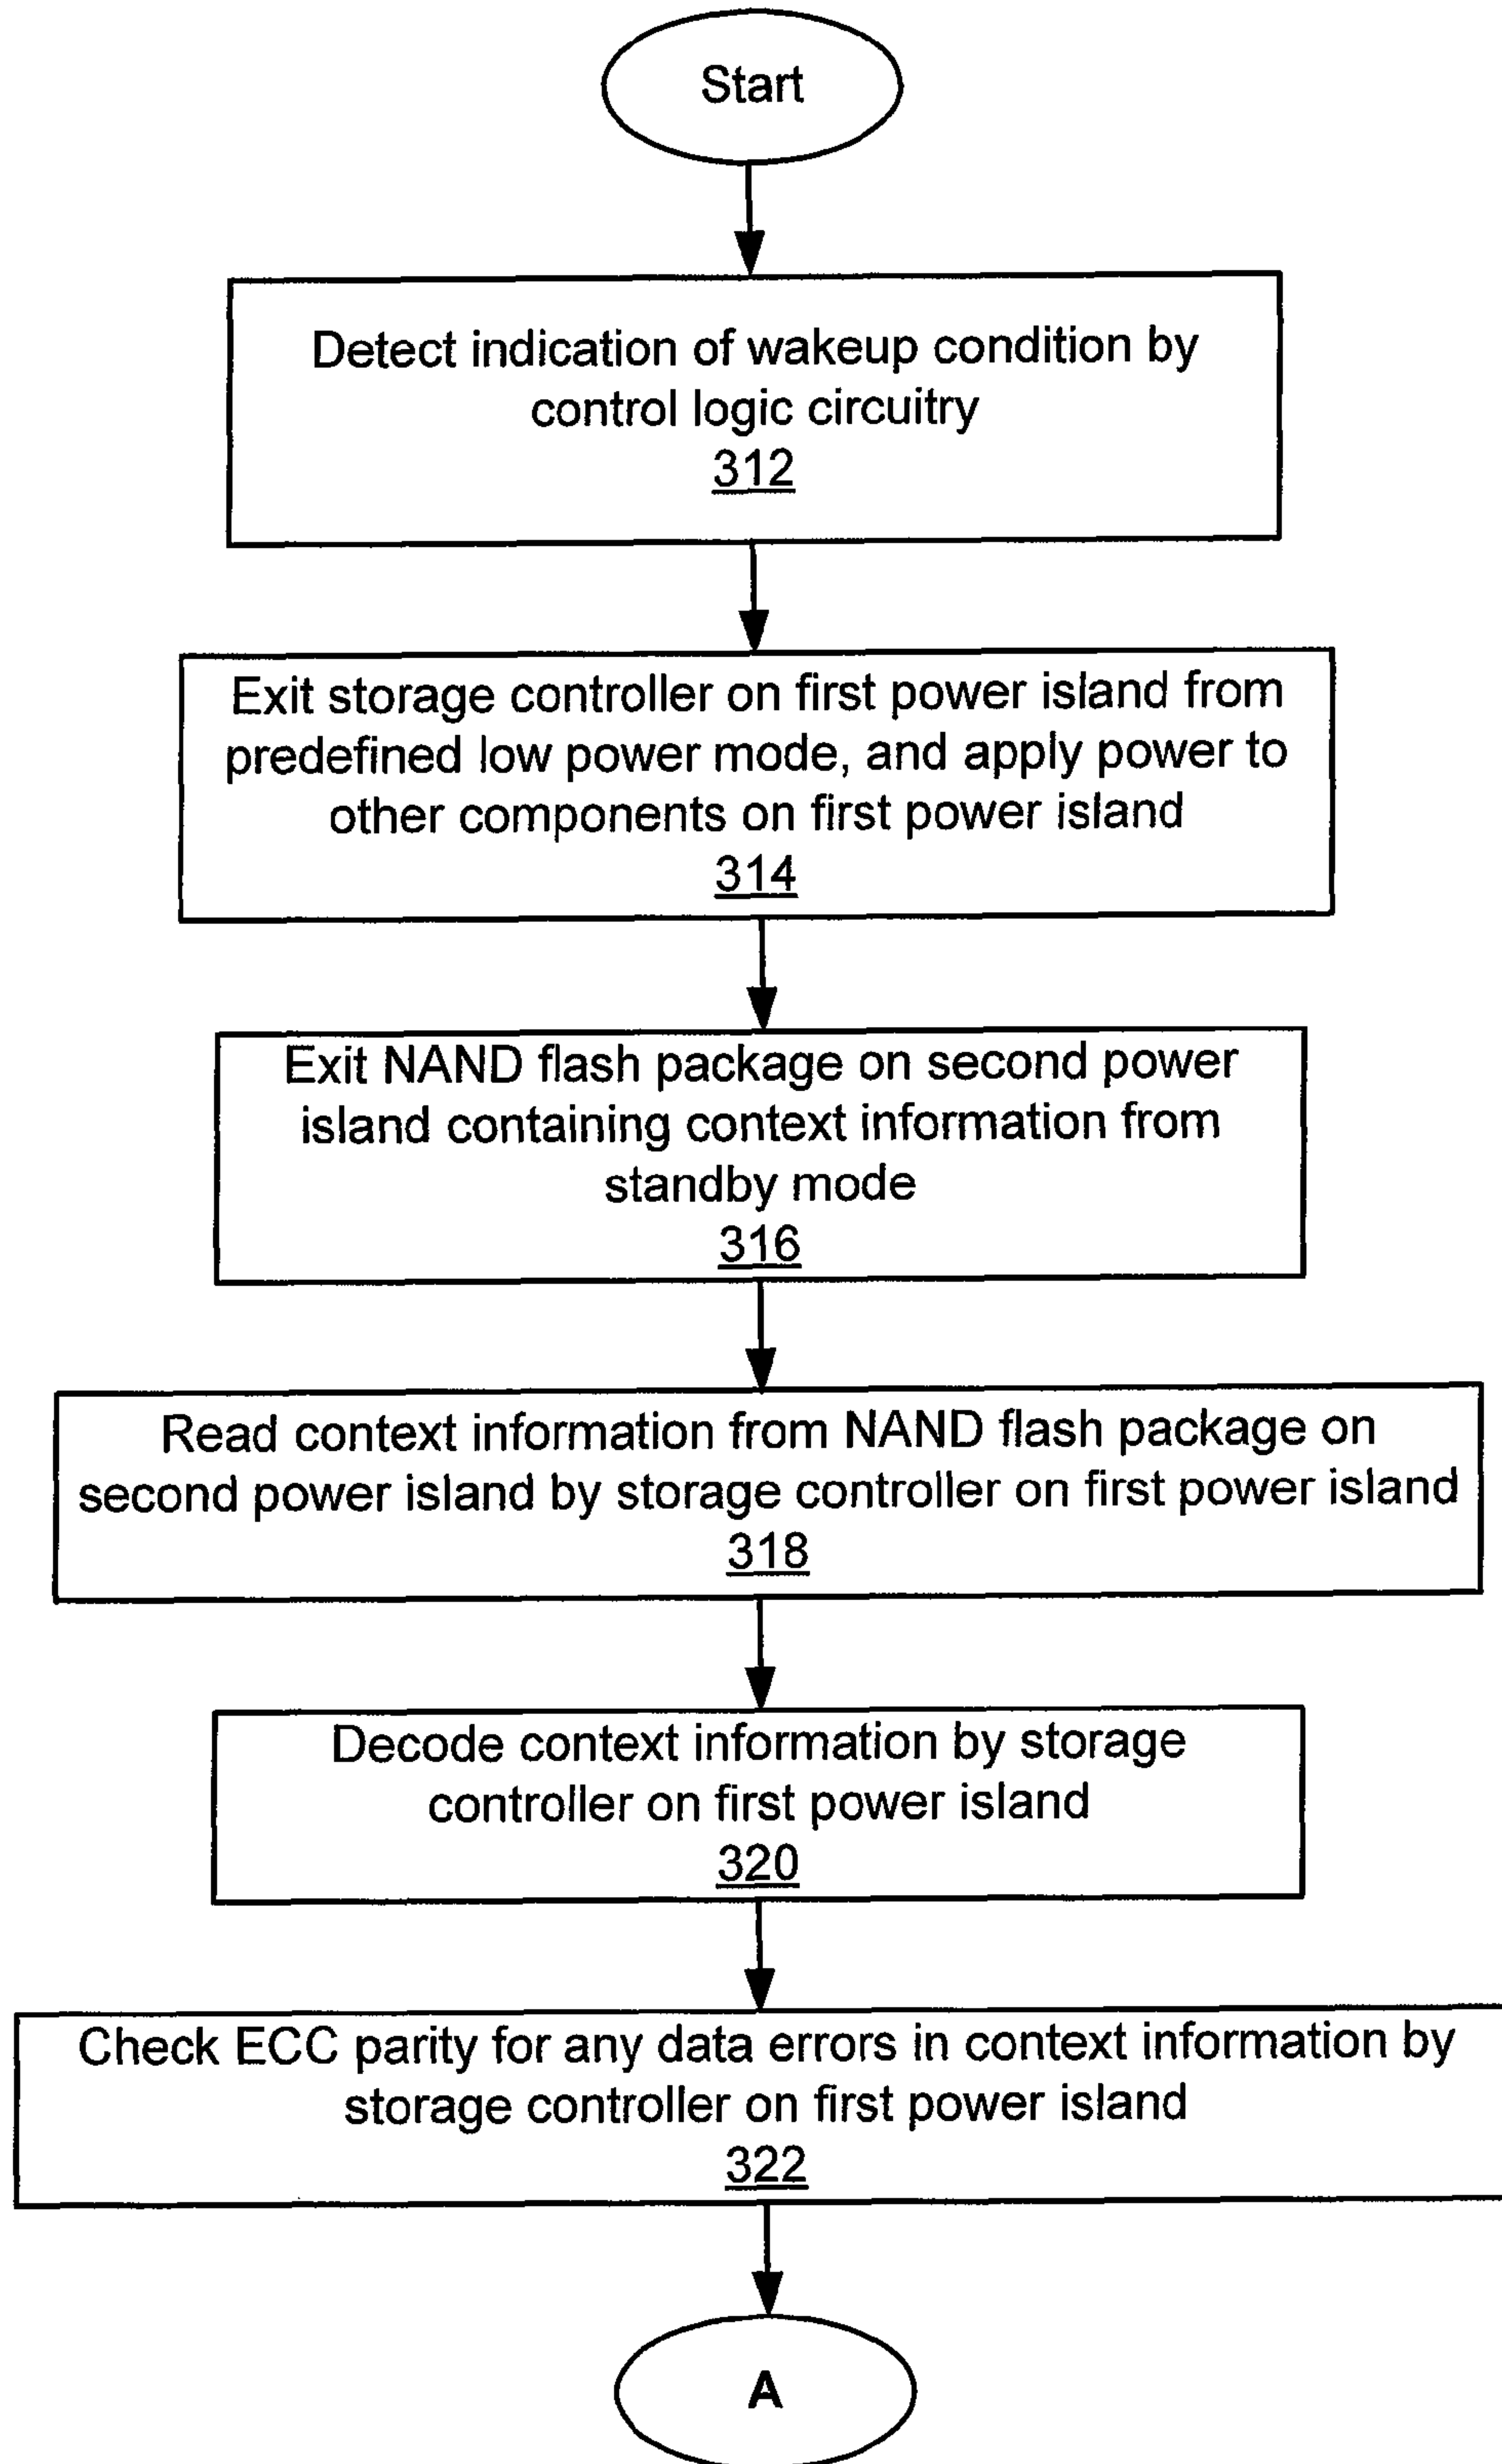 Start
Detect indication of wakeup condition by
control logic circuitry
312
Exit storage controller on first power island from
predefined low power mode, and apply power to
other components on first power island
314
Exit NAND flash package on second power
island containing context information from
standby mode
316
Read context information from NAND flash package on
second power island by storage controller on first power island
318
Decode context information by storage
controller on first power island
320
Check ECC parity for any data errors in context information by
storage controller on first power island
322
A